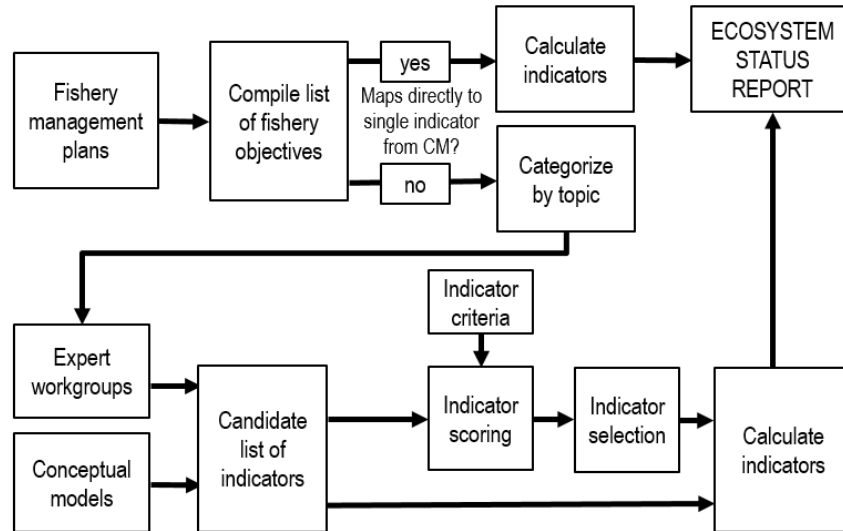 Fishery
management
plans
Compile list
of fishery
objectives
yes
Maps directly to
single indicator
from CM?
no
Calculate
indicators
ECOSYSTEM
STATUS
REPORT
Categorize
by topic
Expert
workgroups
Conceptual
models
Candidate
list of
indicators
Indicator
criteria
Indicator
scoring
Indicator
selection
Calculate
indicators